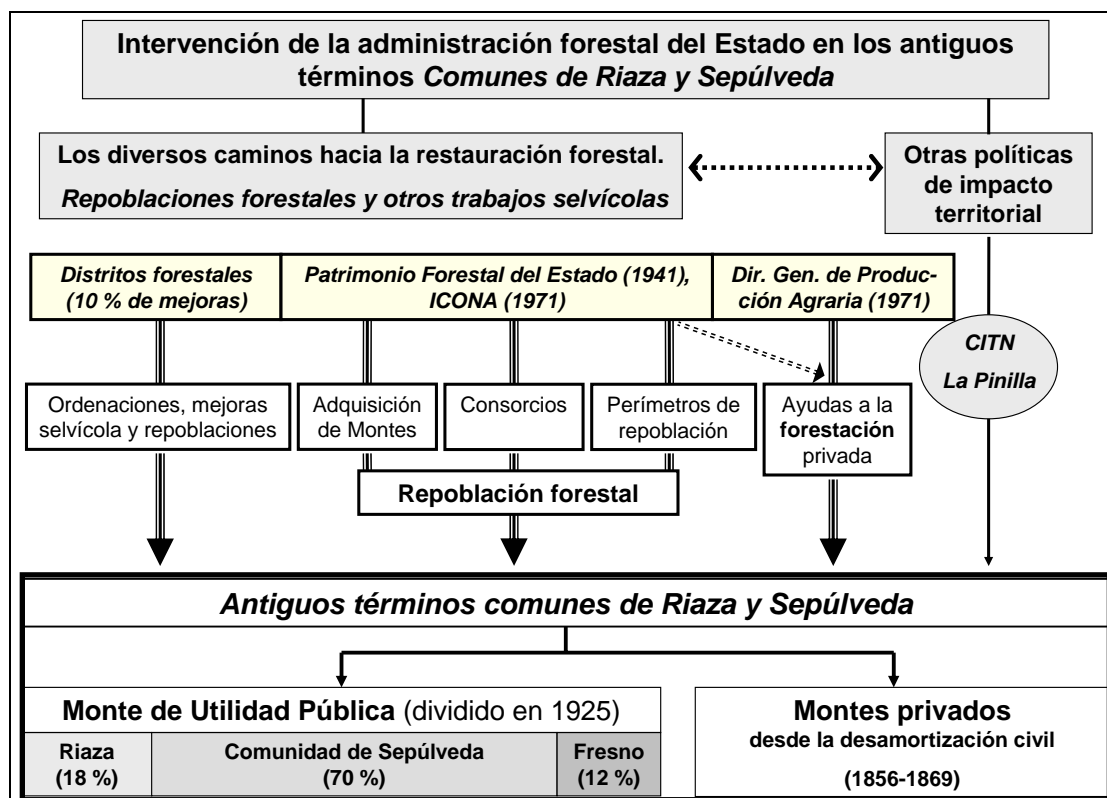 Intervención de la administración forestal del Estado en los antiguos
términos Comunes de Riaza y Sepúlveda
Los diversos caminos hacia la restauración forestal.
Repoblaciones forestales y otros trabajos selvícolas
Otras políticas
de impacto
territorial
Distritos forestales
(10 % de mejoras)
Patrimonio Forestal del Estado (1941),
ICONA (1971)
Dir. Gen. de Produc-
ción Agraria (1971)
CITN
La Pinilla
Ordenaciones, mejoras
selvícola y repoblaciones
Adquisición
de Montes
Consorcios
Perímetros de
repoblación
Ayudas a la
forestación
privada
Repoblación forestal
Antiguos términos comunes de Riaza y Sepúlveda
Monte de Utilidad Pública (dividido en 1925)
Riaza
(18 %)
Comunidad de Sepúlveda
(70 %)
Fresno
(12 %)
Montes privados
desde la desamortización civil
(1856-1869)